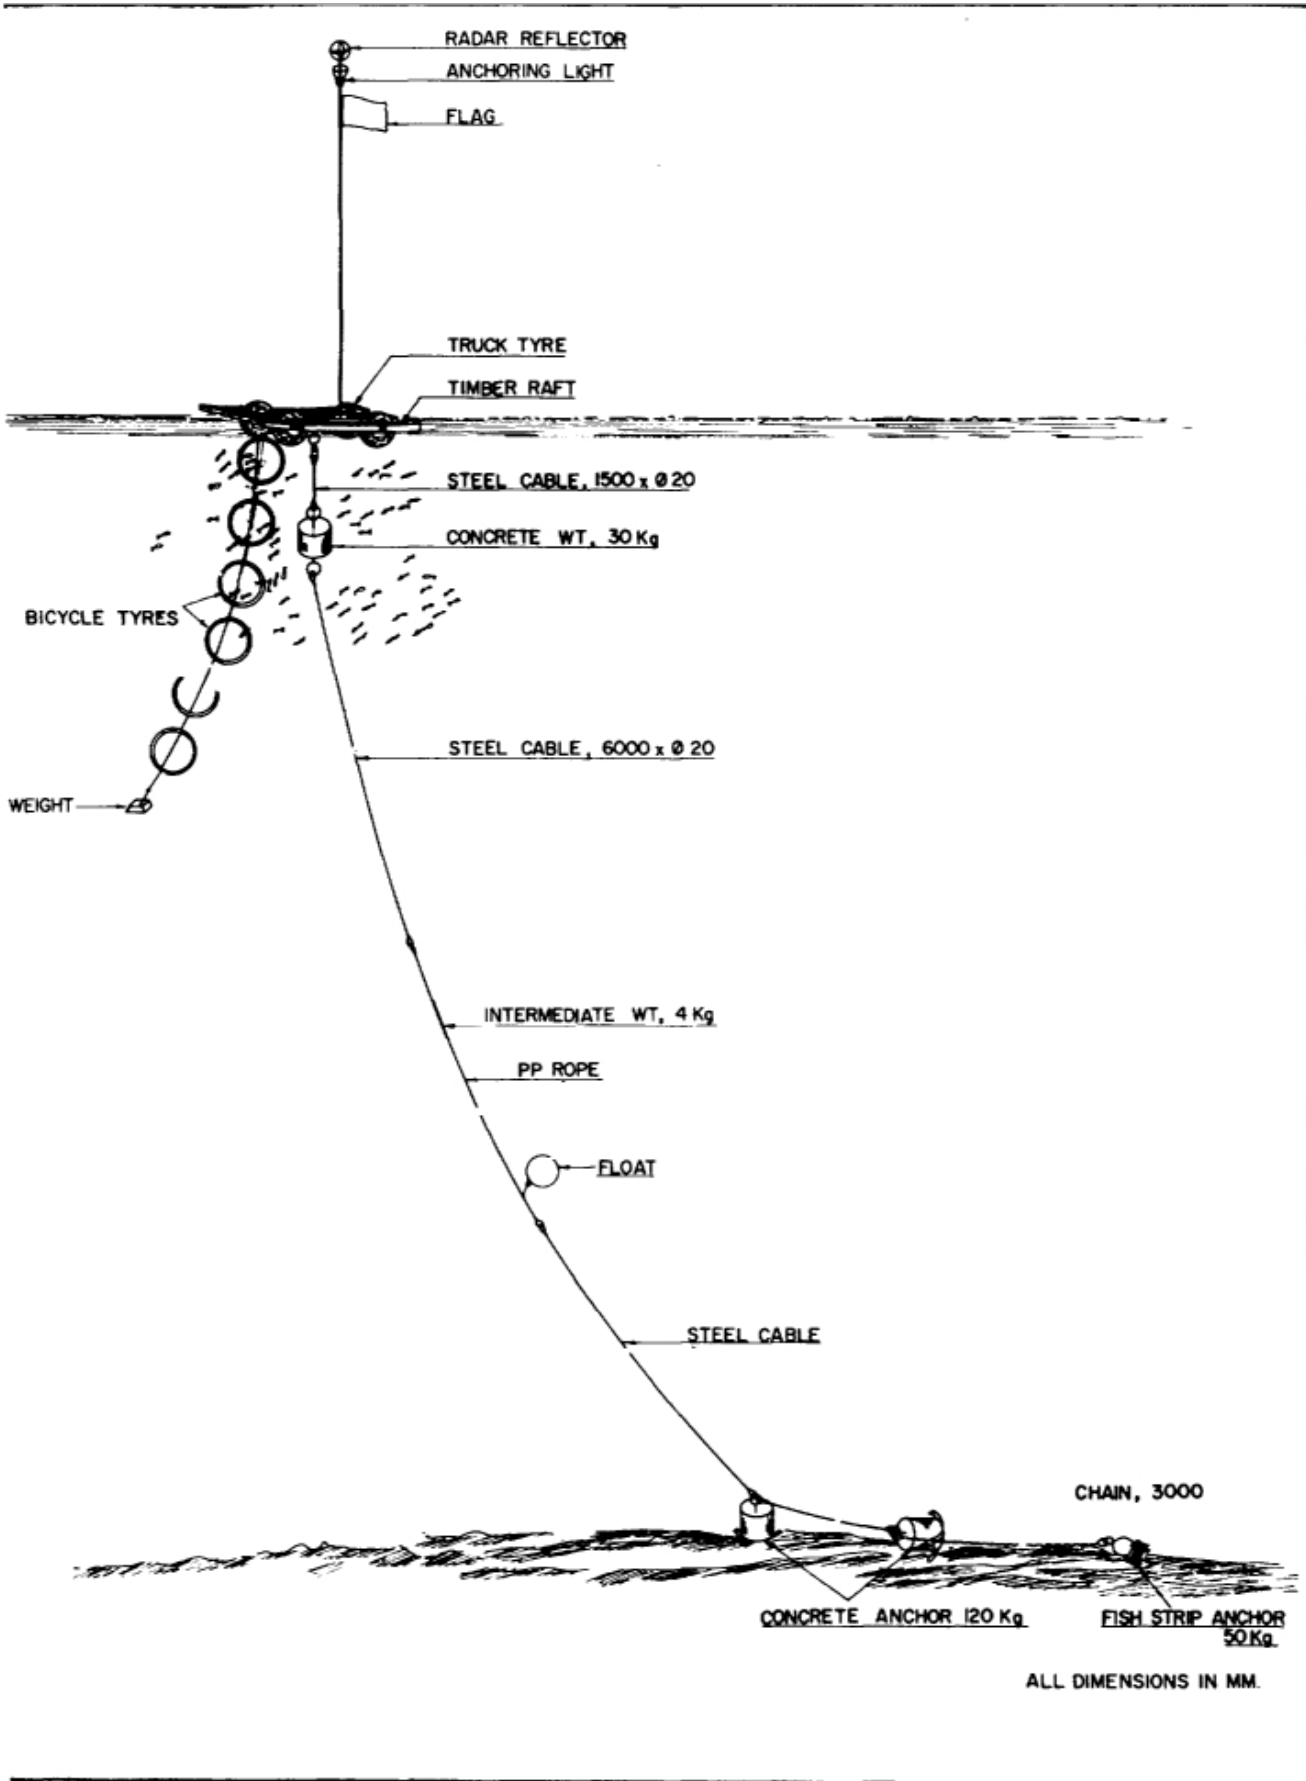 RADAR REFLECTOR
ANCHORING LIGHT
FLAG
TRUCK TYRE
TIMBER RAFT
STEEL CABLE, 1500 x Ø 20
CONCRETE WT, 30 Kg
BICYCLE TYRES
STEEL CABLE, 6000 x Ø 20
WEIGHT
INTERMEDIATE WT, 4 Kg
PP ROPE
FLOAT
STEEL CABLE
CHAIN, 3000
CONCRETE ANCHOR 120 Kg
FISH STRIP ANCHOR
50 Kg
ALL DIMENSIONS IN MM.